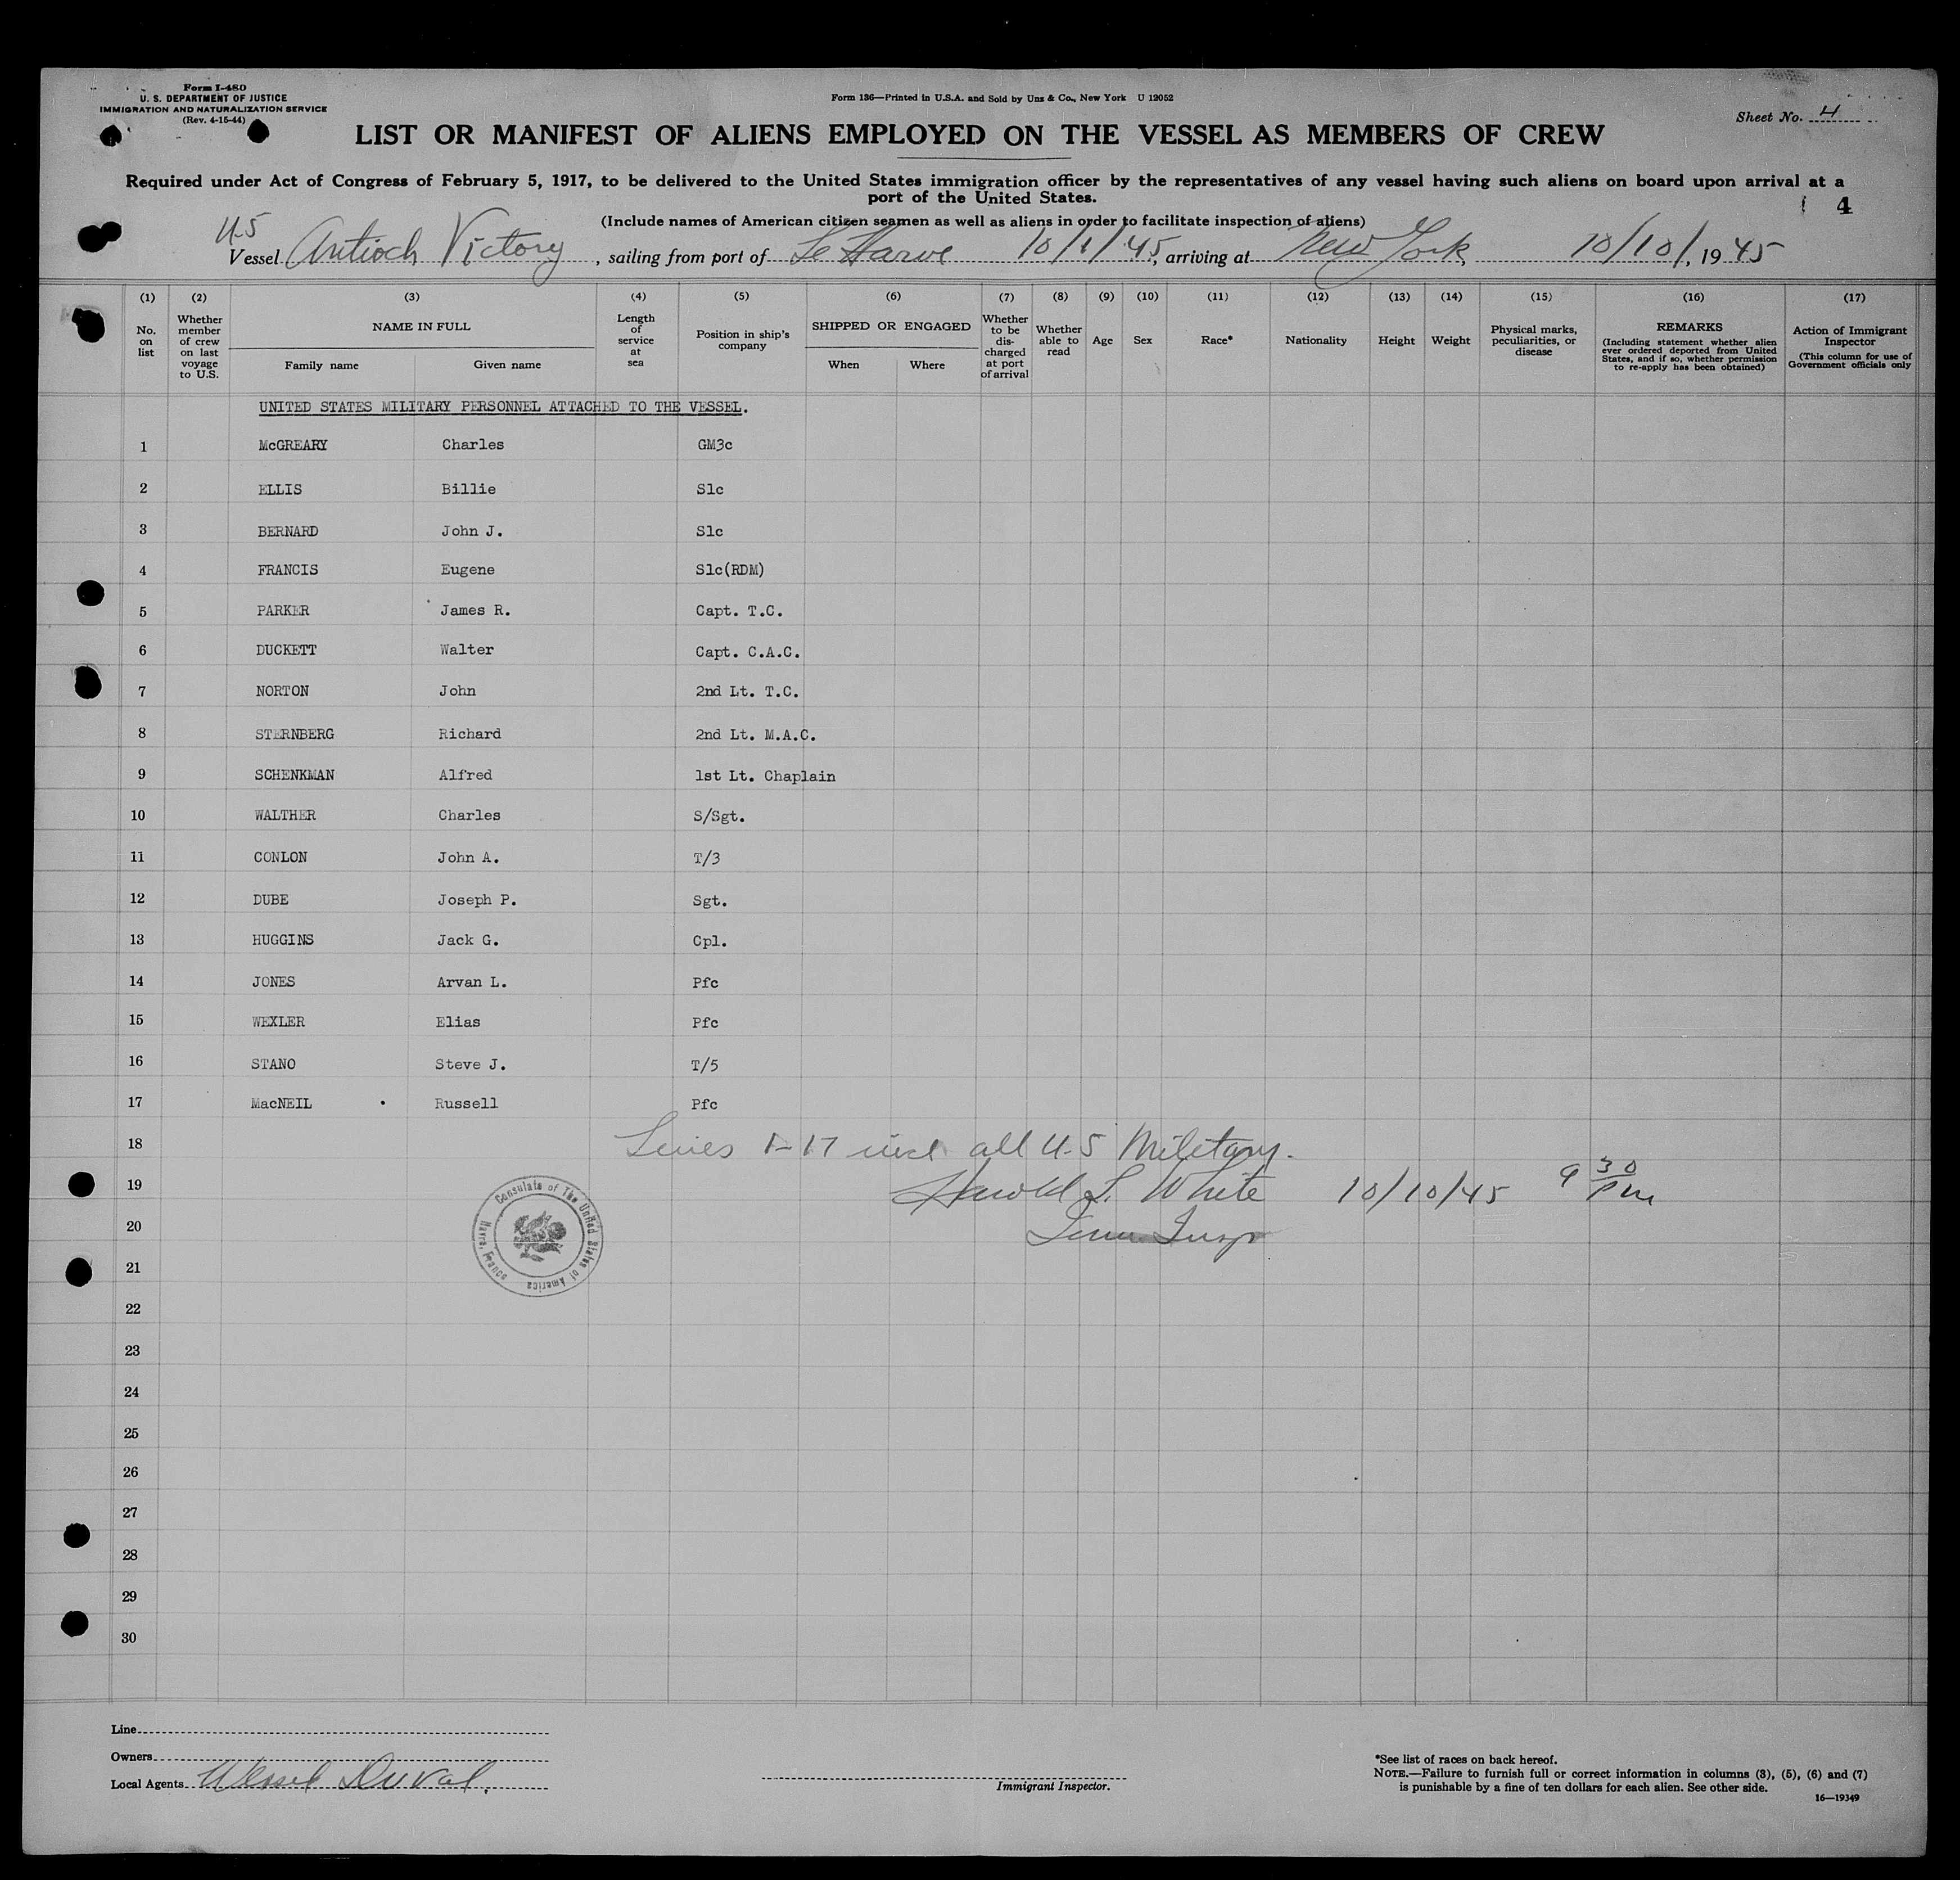 Form I-480
U. S. DEPARTMENT OF JUSTICE
IMMIGRATION AND NATURALIZATION SERVICE
(Rev. 4-15-44)
Form 136—Printed in U.S.A. and Sold by Unz & Co., New York U 12052
Sheet No. 4
LIST OR MANIFEST OF ALIENS EMPLOYED ON THE VESSEL AS MEMBERS OF CREW
Required under Act of Congress of February 5, 1917, to be delivered to the United States immigration officer by the representatives of any vessel having such aliens on board upon arrival at a
port of the United States.
4
(Include names of American citizen seamen as well as aliens in order to facilitate inspection of aliens)
U.S
Vessel Antioch Victory, sailing from port of Le Harve 10/1/45, arriving at New York, 10/10/, 1945
(1) (2) (3) (4) (5) (6) (7) (8) (9) (10) (11) (12) (13) (14) (15) (16) (17)
No. on list
Whether member of crew on last voyage to U.S.
NAME IN FULL
Family name
Given name
Length of service at sea
Position in ship's company
SHIPPED OR ENGAGED
When
Where
Whether to be discharged at port of arrival
Whether able to read
Age
Sex
Race*
Nationality
Height
Weight
Physical marks, peculiarities, or disease
REMARKS
(Including statement whether alien ever ordered deported from United States, and if so, whether permission to re-apply has been obtained)
Action of Immigrant Inspector
(This column for use of Government officials only
UNITED STATES MILITARY PERSONNEL ATTACHED TO THE VESSEL.
1 McGREARY Charles GM3c
2 ELLIS Billie S1c
3 BERNARD John J. S1c
4 FRANCIS Eugene S1c(RDM)
5 PARKER James R. Capt. T.C.
6 DUCKETT Walter Capt. C.A.C.
7 NORTON John 2nd Lt. T.C.
8 STERNBERG Richard 2nd Lt. M.A.C.
9 SCHENKMAN Alfred 1st Lt. Chaplain
10 WALTHER Charles S/Sgt.
11 CONLON John A. T/3
12 DUBE Joseph P. Sgt.
13 HUGGINS Jack G. Cpl.
14 JONES Arvan L. Pfc
15 WEXLER Elias Pfc
16 STANO Steve J. T/5
17 MacNEIL Russell Pfc
18 Lines 1-17 incl all U.S Military.
19 Harold L. White 10/10/45 9 30 Pm
20 Imm Insp
Consulate of The United States of America
Havre, France
21
22
23
24
25
26
27
28
29
30
Line
Owners
Local Agents Wessel Duval.
Immigrant Inspector.
*See list of races on back hereof.
NOTE.—Failure to furnish full or correct information in columns (3), (5), (6) and (7)
is punishable by a fine of ten dollars for each alien. See other side.
16—19349